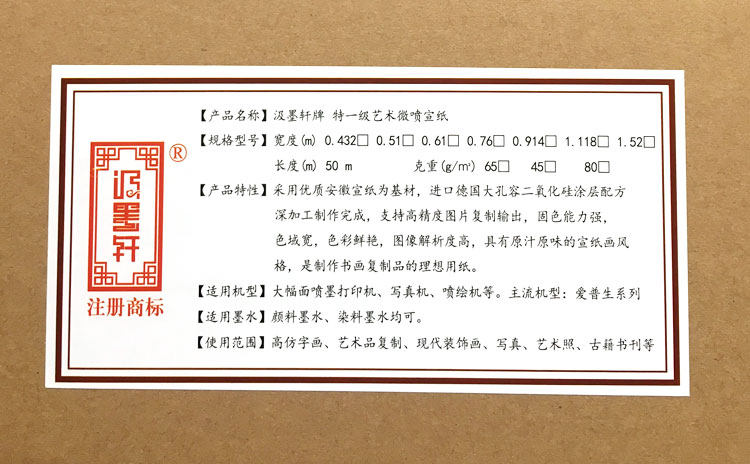 【产品名称】汲墨轩牌 特一级艺术微喷宣纸
【规格型号】宽度(m) 0.432□ 0.51□ 0.61□ 0.76□ 0.914□ 1.118□ 1.52□
长度(m) 50 m 克重(g/m²) 65□ 45□ 80□
【产品特性】采用优质安徽宣纸为基材，进口德国大孔容二氧化硅涂层配方
深加工制作完成，支持高精度图片复制输出，固色能力强，
色域宽，色彩鲜艳，图像解析度高，具有原汁原味的宣纸画风
格，是制作书画复制品的理想用纸。
【适用机型】大幅面喷墨打印机、写真机、喷绘机等。主流机型：爱普生系列
【适用墨水】颜料墨水、染料墨水均可。
【使用范围】高仿字画、艺术品复制、现代装饰画、写真、艺术照、古籍书刊等
汲墨轩
®
注册商标